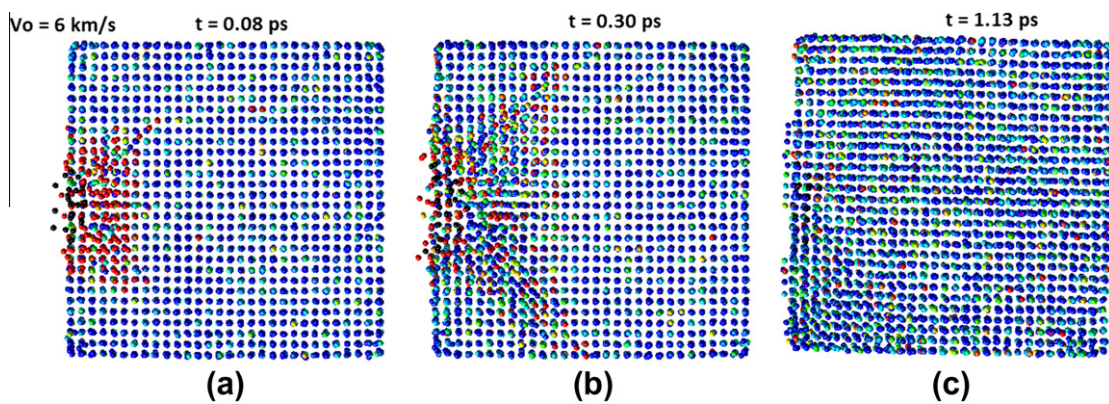 Vo = 6 km/s
t = 0.08 ps
t = 0.30 ps
t = 1.13 ps
(a)
(b)
(c)